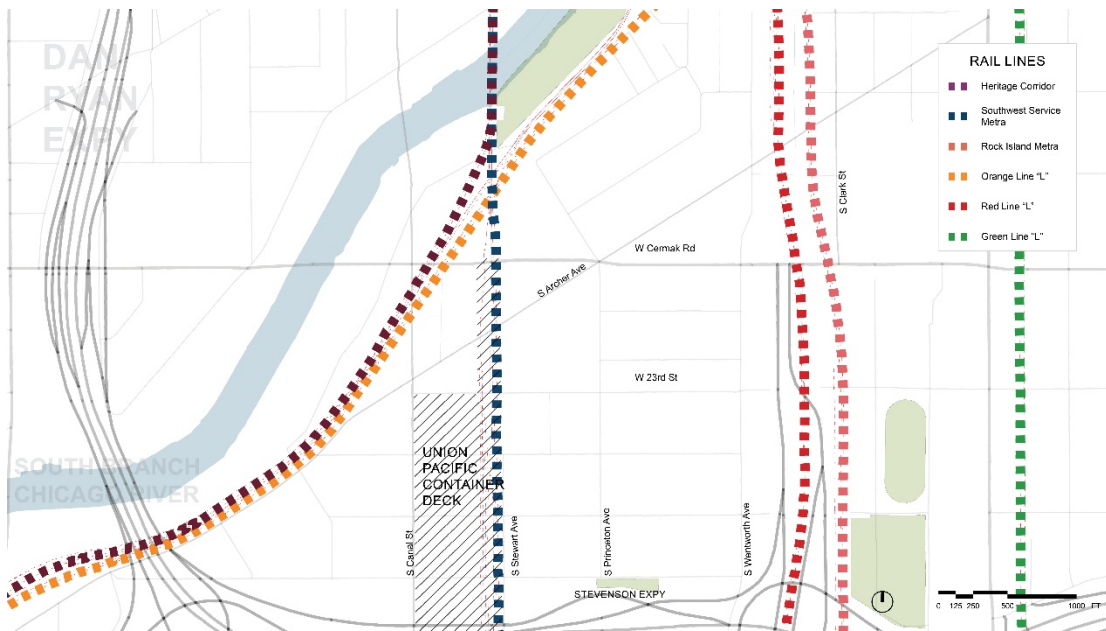 DAN
RYAN
EXPY
RAIL LINES
Heritage Corridor
Southwest Service
Metra
Rock Island Metra
Orange Line "L"
Red Line "L"
Green Line "L"
S Clark St
W Cermak Rd
S Archer Ave
W 23rd St
UNION
PACIFIC
CONTAINER
DECK
SOUTH BRANCH
CHICAGO RIVER
S Canal St
S Stewart Ave
S Princeton Ave
S Wentworth Ave
STEVENSON EXPY
0 125 250 500 1000 FT